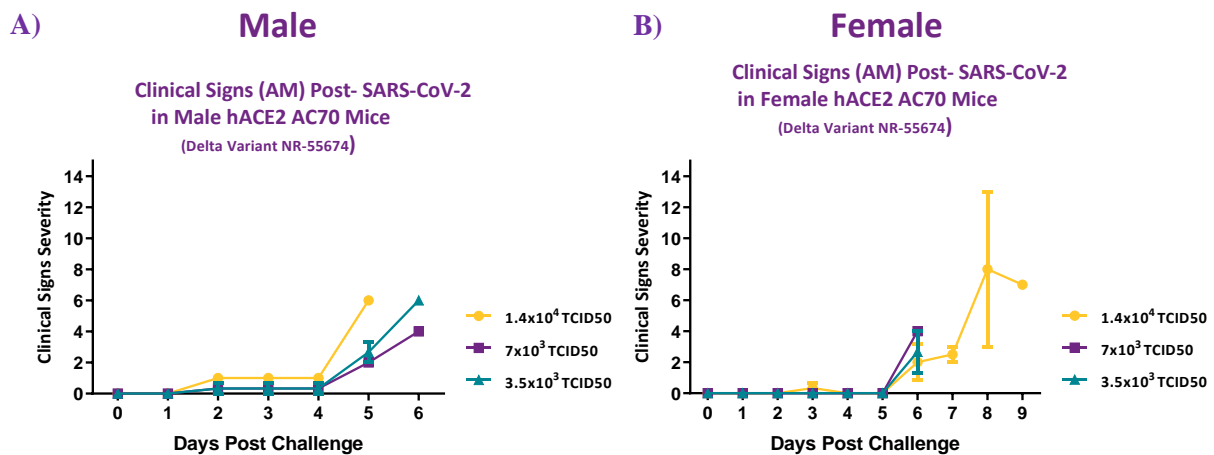 A)
Male
Clinical Signs (AM) Post- SARS-CoV-2
in Male hACE2 AC70 Mice
(Delta Variant NR-55674)
Clinical Signs Severity
14
12
10
8
6
4
2
0
0 1 2 3 4 5 6
Days Post Challenge
1.4x10⁴ TCID50
7x10³ TCID50
3.5x10³ TCID50
B)
Female
Clinical Signs (AM) Post- SARS-CoV-2
in Female hACE2 AC70 Mice
(Delta Variant NR-55674)
Clinical Signs Severity
14
12
10
8
6
4
2
0
0 1 2 3 4 5 6 7 8 9
Days Post Challenge
1.4x10⁴ TCID50
7x10³ TCID50
3.5x10³ TCID50